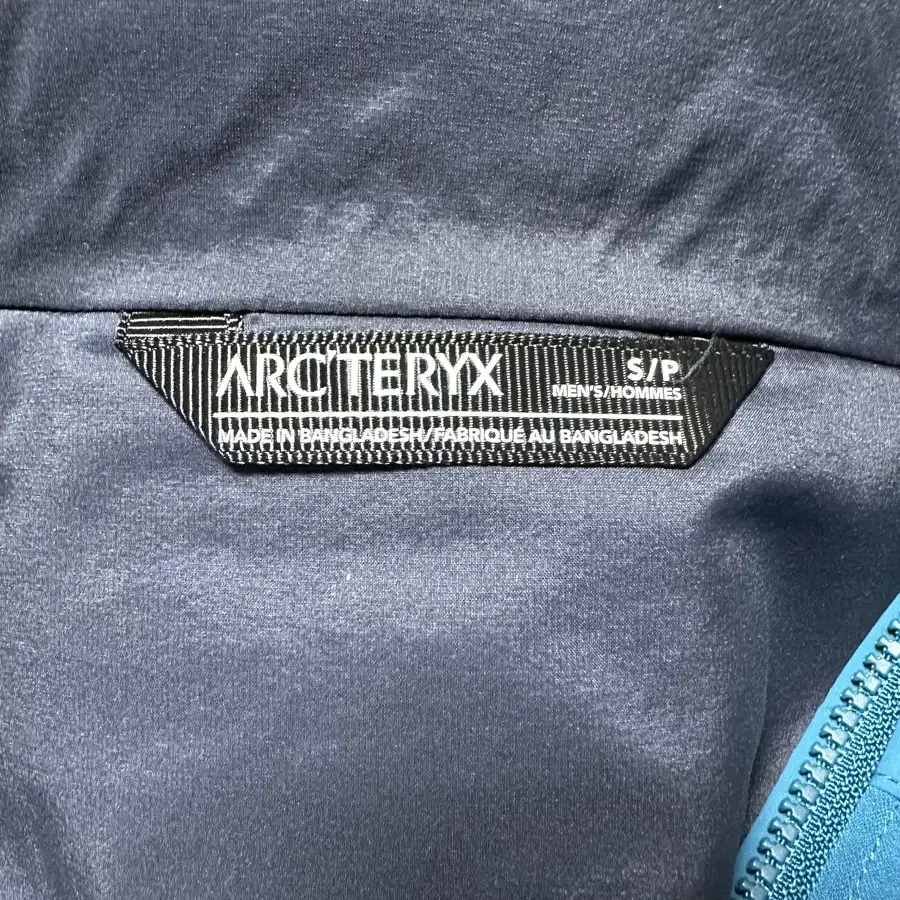 ARC'TERYX
S/P
MEN'S/HOMMES
MADE IN BANGLADESH/FABRIQUÉ AU BANGLADESH